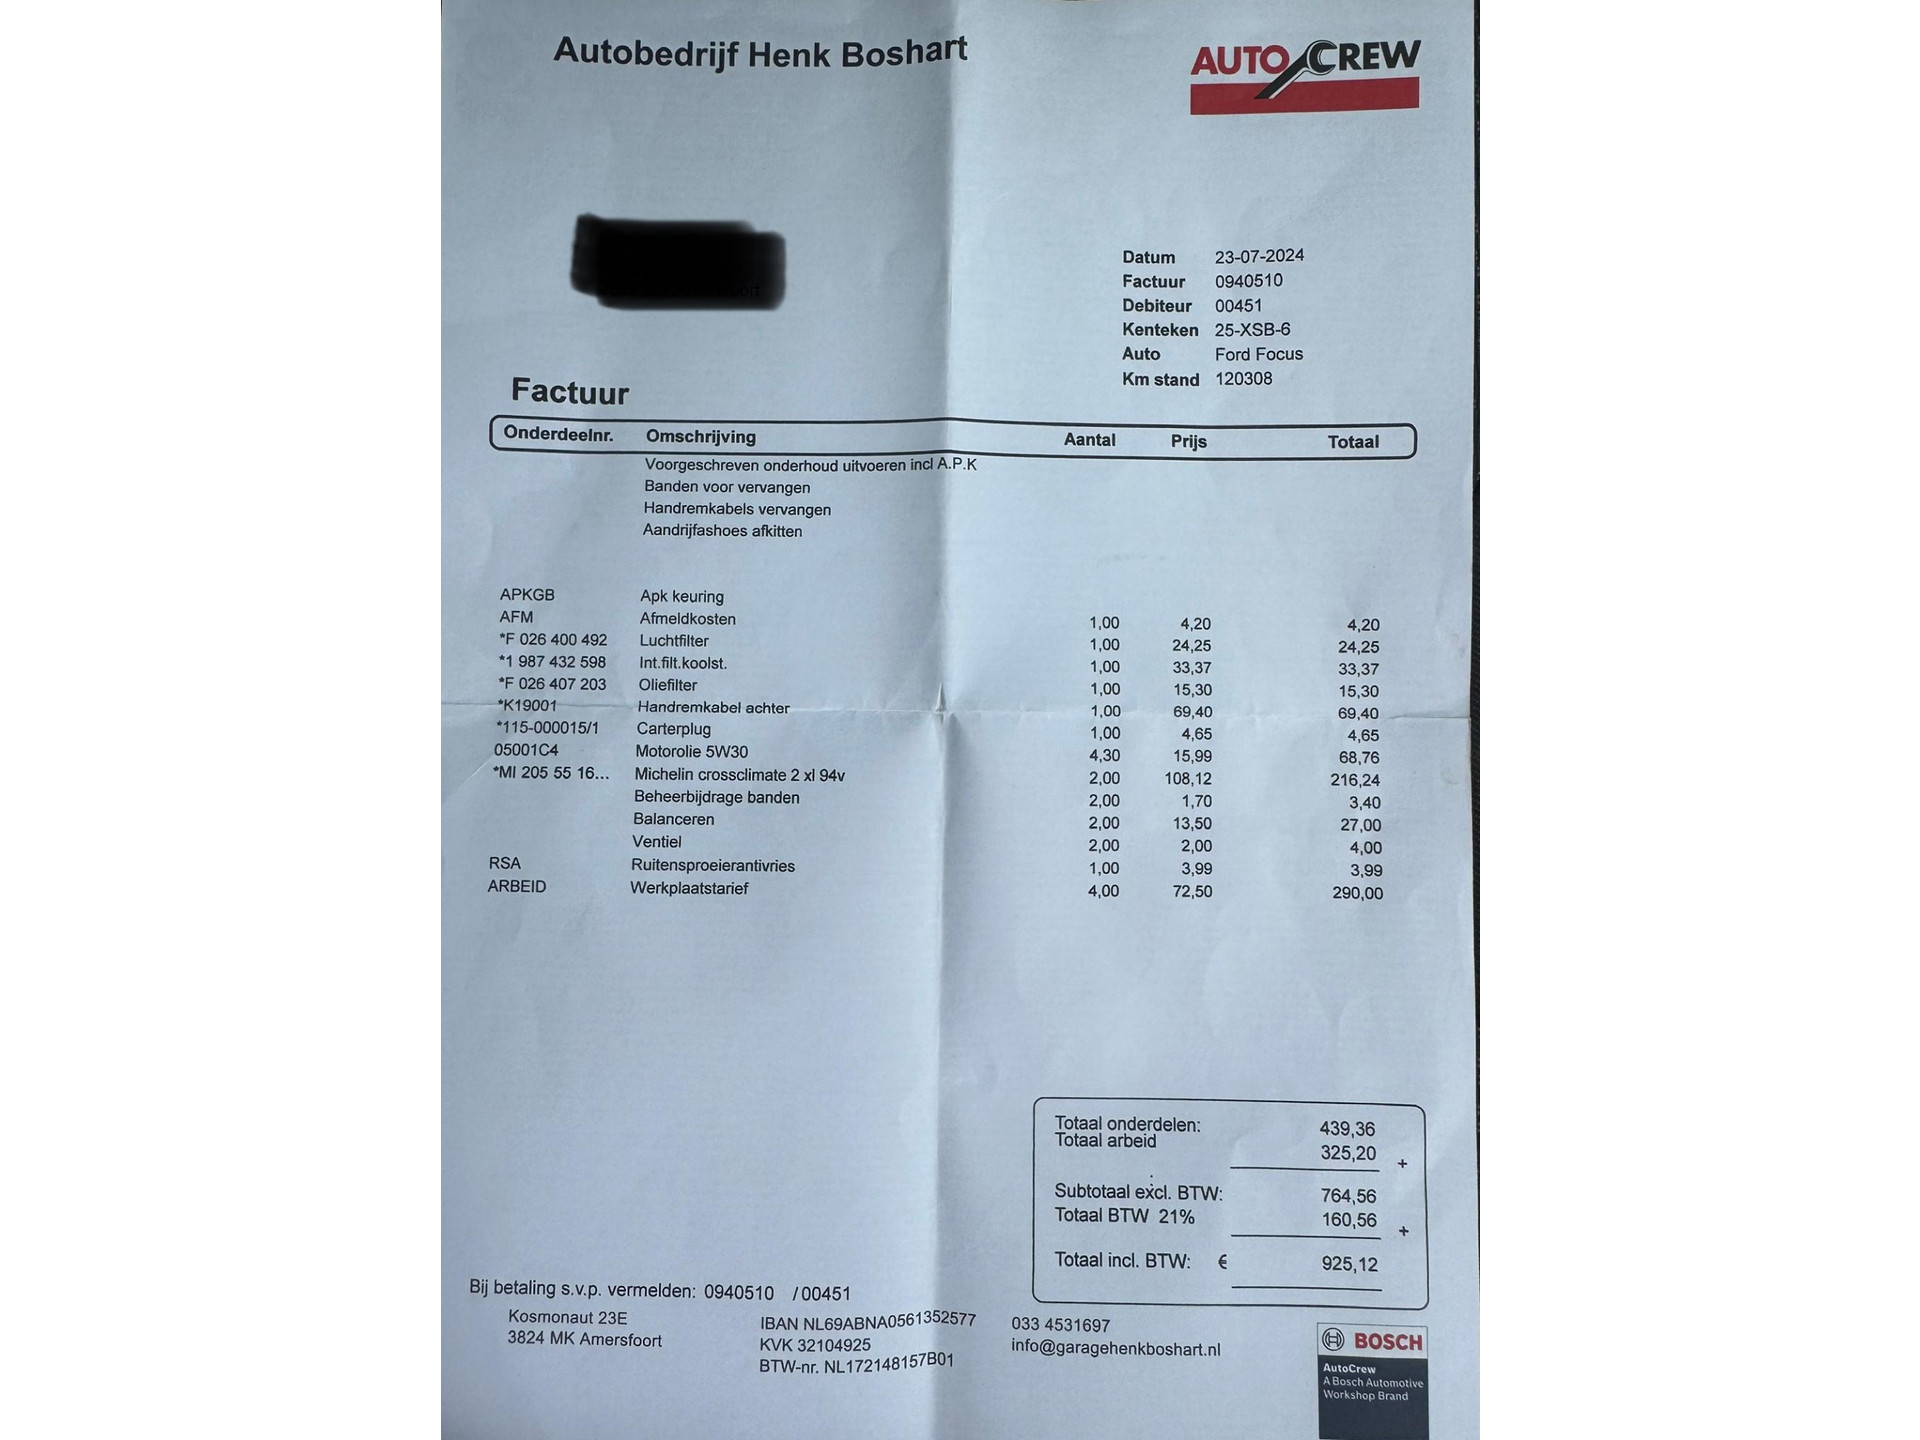 Autobedrijf Henk Boshart
AUTO CREW
Datum 23-07-2024
Factuur 0940510
Debiteur 00451
Kenteken 25-XSB-6
Auto Ford Focus
Km stand 120308
Factuur
Onderdeelnr. Omschrijving Aantal Prijs Totaal
Voorgeschreven onderhoud uitvoeren incl A.P.K
Banden voor vervangen
Handremkabels vervangen
Aandrijfashoes afkitten
APKGB Apk keuring
AFM Afmeldkosten 1,00 4,20 4,20
*F 026 400 492 Luchtfilter 1,00 24,25 24,25
*1 987 432 598 Int.filt.koolst. 1,00 33,37 33,37
*F 026 407 203 Oliefilter 1,00 15,30 15,30
*K19001 Handremkabel achter 1,00 69,40 69,40
*115-000015/1 Carterplug 1,00 4,65 4,65
05001C4 Motorolie 5W30 4,30 15,99 68,76
*MI 205 55 16... Michelin crossclimate 2 xl 94v 2,00 108,12 216,24
Beheerbijdrage banden 2,00 1,70 3,40
Balanceren 2,00 13,50 27,00
Ventiel 2,00 2,00 4,00
RSA Ruitensproeierantivries 1,00 3,99 3,99
ARBEID Werkplaatstarief 4,00 72,50 290,00
Totaal onderdelen: 439,36
Totaal arbeid 325,20 +
Subtotaal excl. BTW: 764,56
Totaal BTW 21% 160,56 +
Totaal incl. BTW: € 925,12
Bij betaling s.v.p. vermelden: 0940510 /00451
Kosmonaut 23E
3824 MK Amersfoort
IBAN NL69ABNA0561352577
KVK 32104925
BTW-nr. NL172148157B01
033 4531697
info@garagehenkboshart.nl
BOSCH
AutoCrew
A Bosch Automotive
Workshop Brand